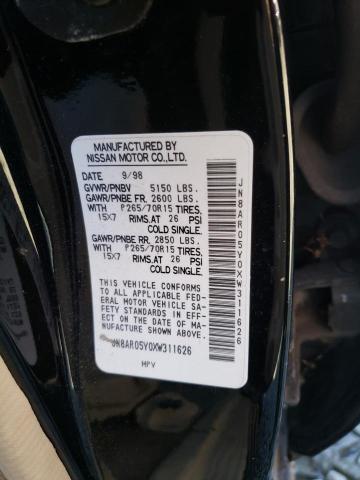 MANUFACTURED BY
NISSAN MOTOR CO.,LTD.
DATE 9/98
GVWR/PNBV 5150 LBS.
GAWR/PNBE FR. 2600 LBS.
WITH P265/70R15 TIRES,
15X7 RIMS,AT 26 PSI
COLD SINGLE.
GAWR/PNBE RR. 2850 LBS.
WITH P265/70R15 TIRES,
15X7 RIMS,AT 26 PSI
COLD SINGLE.
THIS VEHICLE CONFORMS
TO ALL APPLICABLE FED-
ERAL MOTOR VEHICLE SA-
FETY STANDARDS IN EFF-
ECT ON THE DATE OF MA-
NUFACTURE SHOWN ABOVE.
JN8AR05Y0XW311626
MPV
JN8AR05Y0XW311626